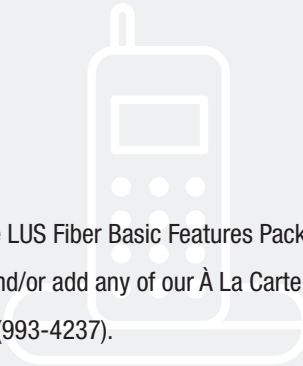 LUS Fiber Basic Features Pack
nd/or add any of our À La Carte
(993-4237).